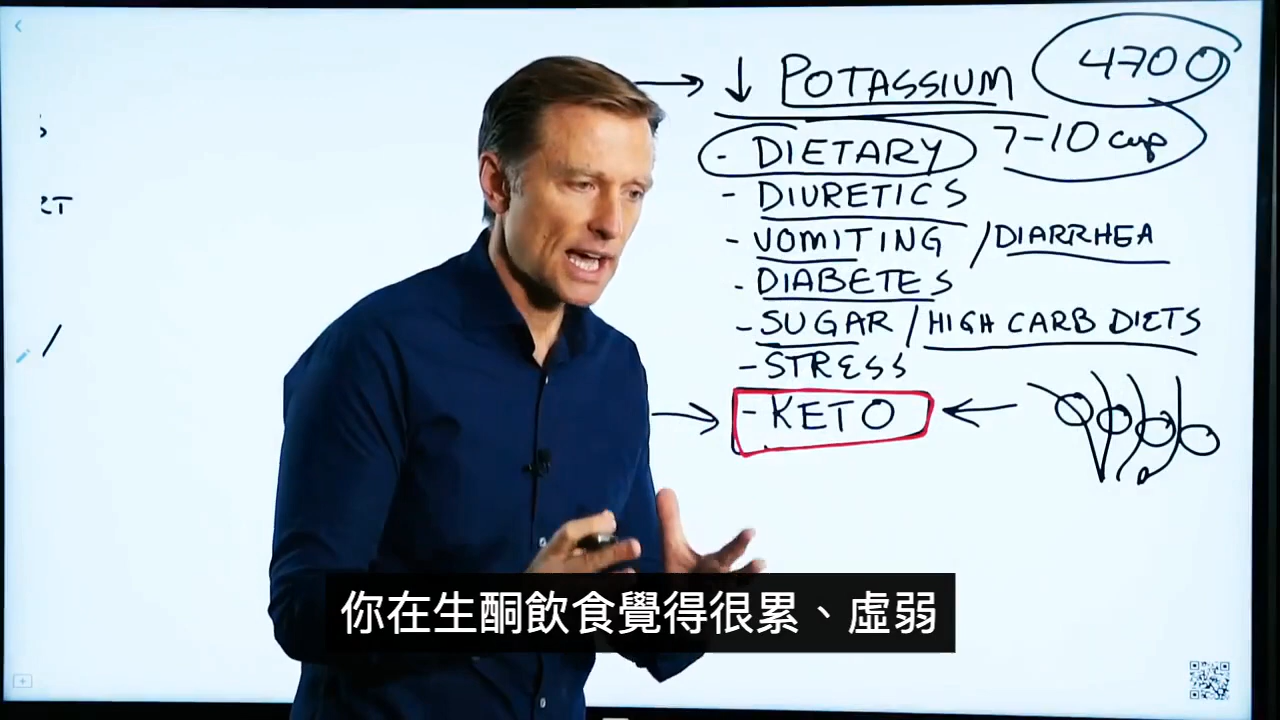 ↓ POTASSIUM 4700
- DIETARY 7-10 cup
- DIURETICS
- VOMITING / DIARRHEA
- DIABETES
- SUGAR / HIGH CARB DIETS
- STRESS
- KETO
你在生酮飲食覺得很累、虛弱